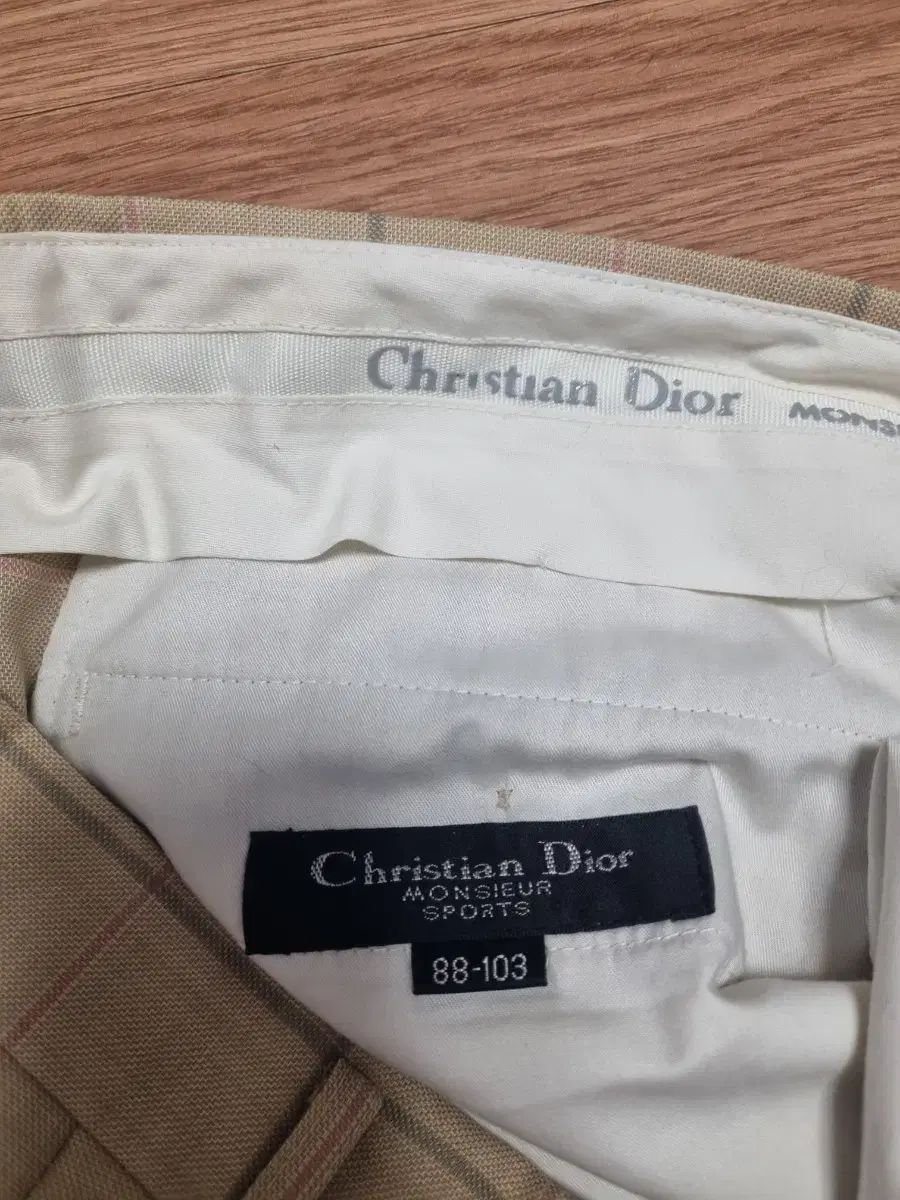 Christian Dior
Christian Dior
MONSIEUR
SPORTS
88-103